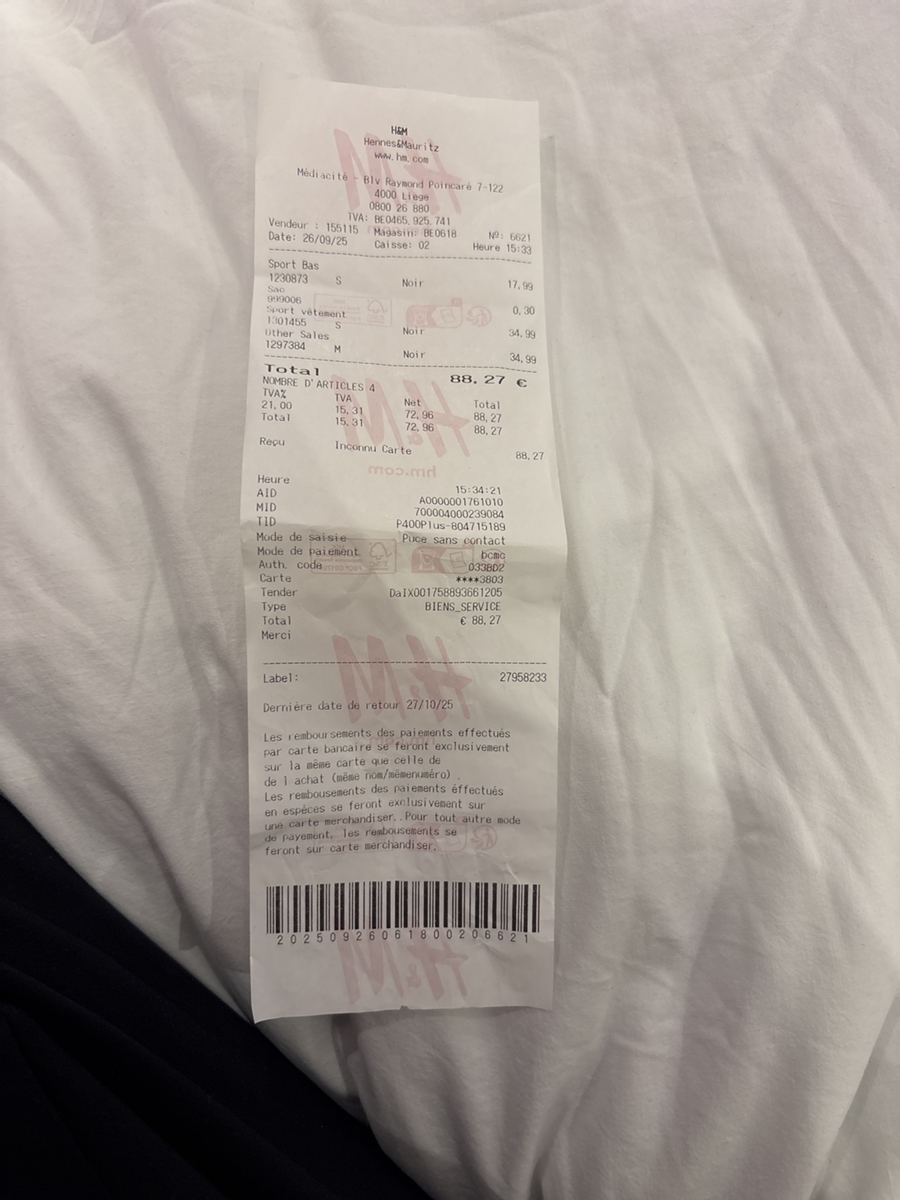 H&M
Hennes&Mauritz
www.hm.com
Médiacité - Blv Raymond Poincaré 7-122
4000 Liege
0800 26 880
TVA: BE0465.925.741
Vendeur : 155115 Magasin: BE0618 Nº: 6621
Date: 26/09/25 Caisse: 02 Heure 15:33
Sport Bas
1230873 S Noir 17,99
Sac
999006 0,30
Sport vêtement
1301455 S Noir 34,99
Other Sales
1297384 M Noir 34,99
Total 88,27 €
NOMBRE D'ARTICLES 4
TVA% TVA Net Total
21,00 15,31 72,96 88,27
Total 15,31 72,96 88,27
Reçu Inconnu Carte 88,27
hm.com
Heure 15:34:21
AID A0000001761010
MID 700004000239084
TID P400Plus-804715189
Mode de saisie Puce sans contact
Mode de paiement bcmc
Auth. code 033BD2
Carte ****3803
Tender DaIX001758893661205
Type BIENS_SERVICE
Total € 88,27
Merci
Label: 27958233
Dernière date de retour 27/10/25
Les remboursements des paiements effectués
par carte bancaire se feront exclusivement
sur la même carte que celle de
de l achat (même nom/mêmenuméro) .
Les rembousements des paiements éffectués
en espèces se feront exclusivement sur
une carte merchandiser..Pour tout autre mode
de payement, les rembousements se
feront sur carte merchandiser.
20250926061800206621